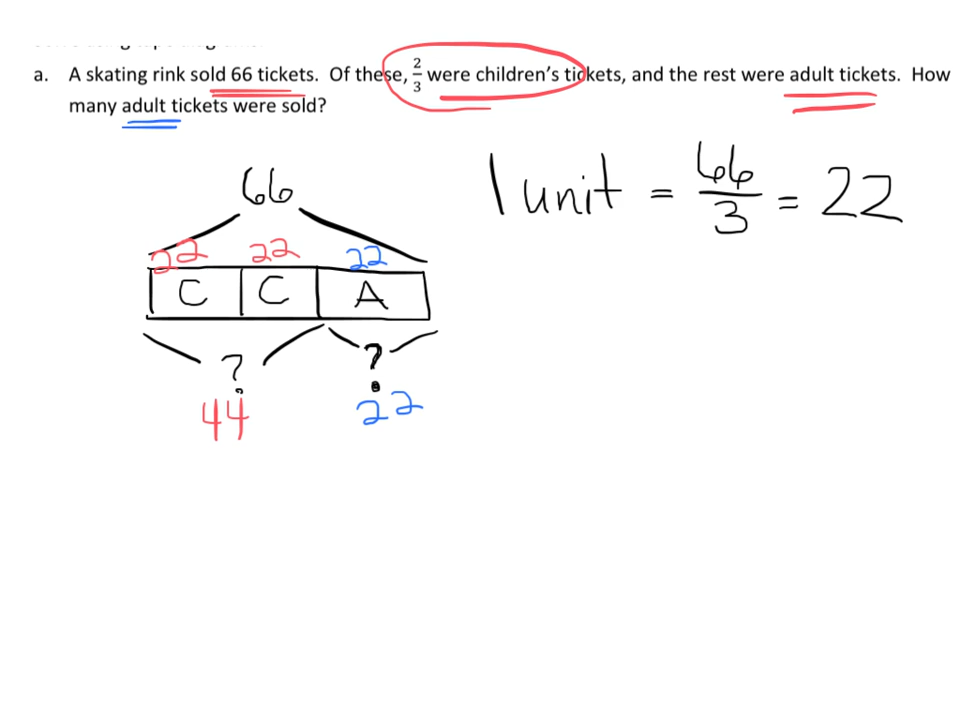 a. A skating rink sold 66 tickets. Of these, 2/3 were children's tickets, and the rest were adult tickets. How
many adult tickets were sold?
1 unit = 66/3 = 22
66
22 22 22
C C A
? ?
44 22